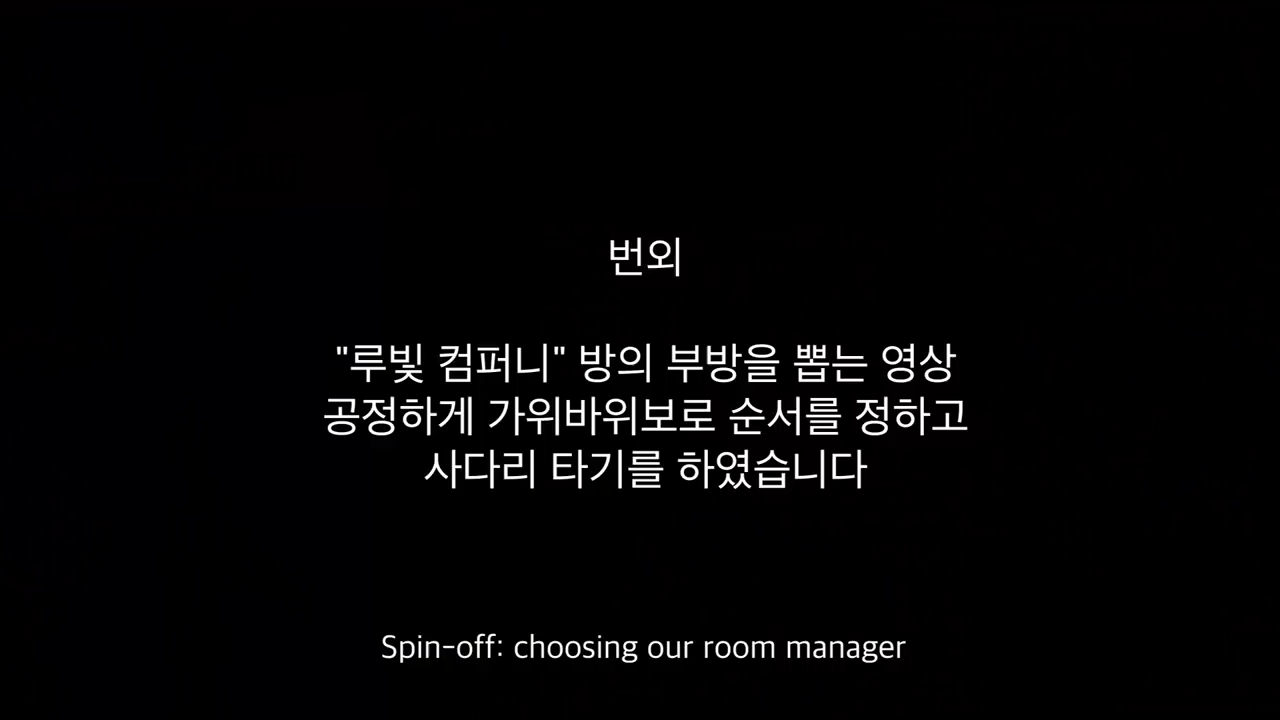 번외
"루빛 컴퍼니" 방의 부방을 뽑는 영상
공정하게 가위바위보로 순서를 정하고
사다리 타기를 하였습니다
Spin-off: choosing our room manager